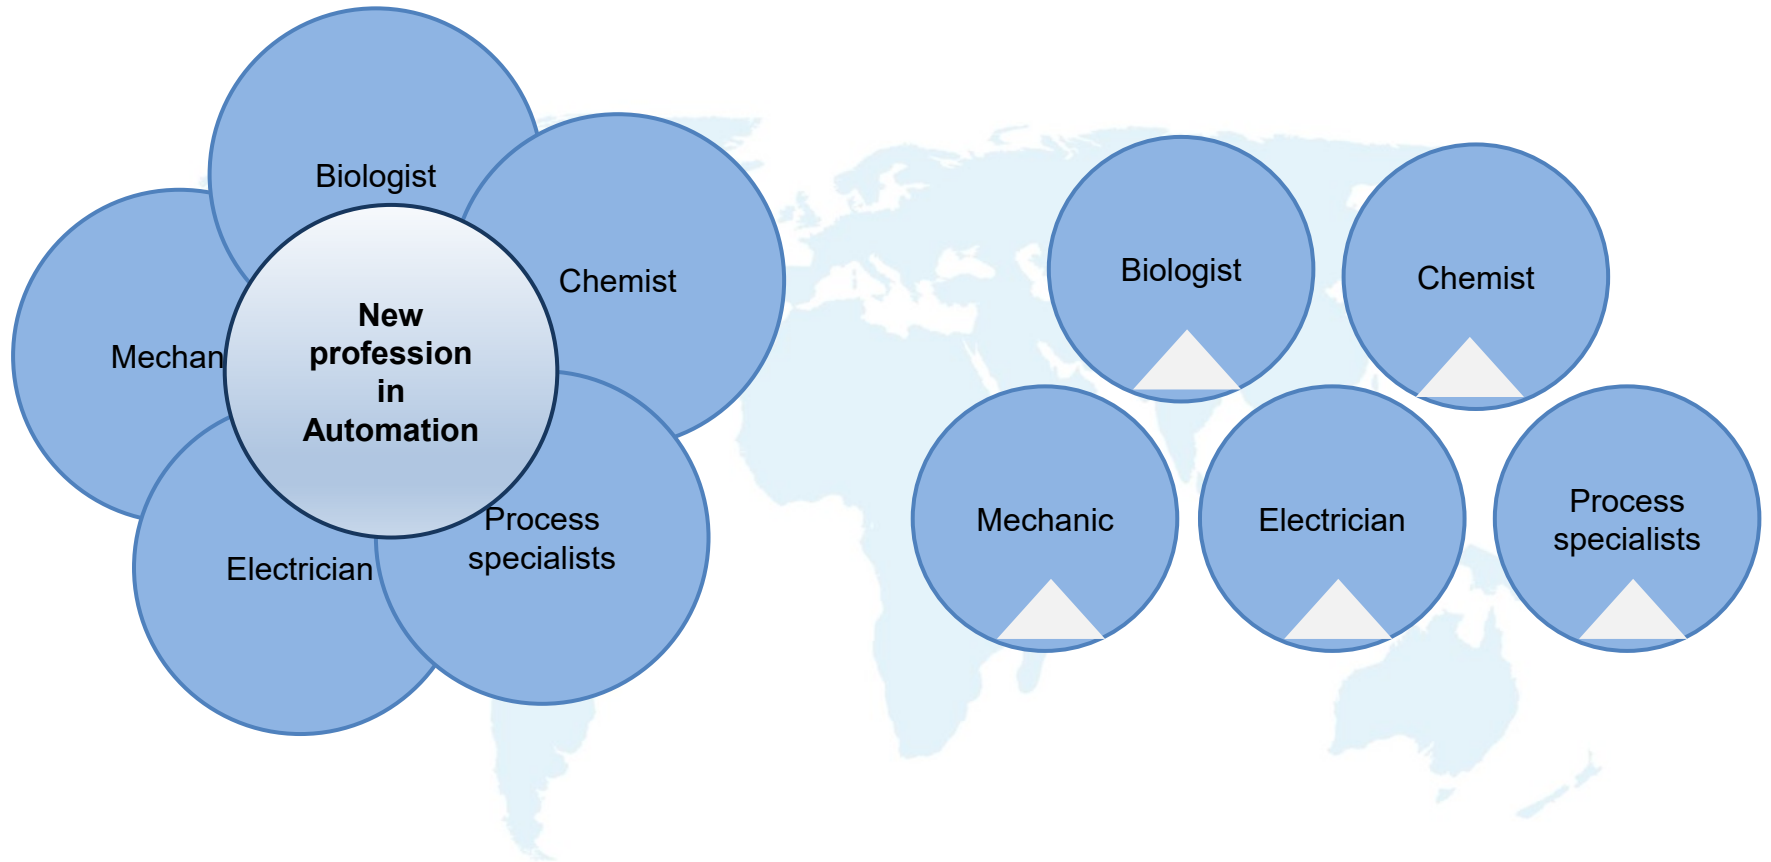 Biologist
Chemist
New
profession
in
Automation
Mechan
Process
specialists
Electrician
Biologist
Chemist
Mechanic
Electrician
Process
specialists